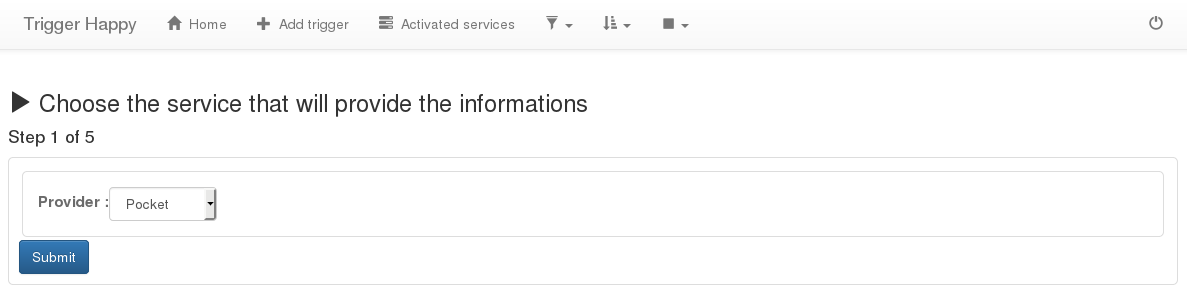 Trigger Happy Home Add trigger Activated services
Choose the service that will provide the informations
Step 1 of 5
Provider : Pocket
Submit